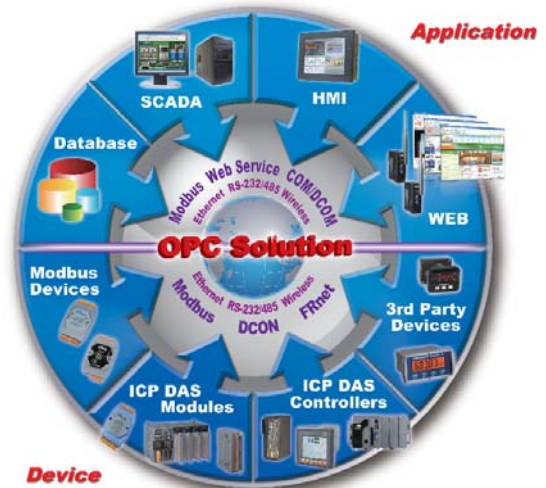 Application
SCADA
HMI
Database
WEB
Modbus Web Service COM/DCOM
Ethernet RS-232/485 Wireless
OPC Solution
Ethernet RS-232/485 Wireless
Modbus DCON FRnet
Modbus
Devices
3rd Party
Devices
ICP DAS
Modules
ICP DAS
Controllers
Device